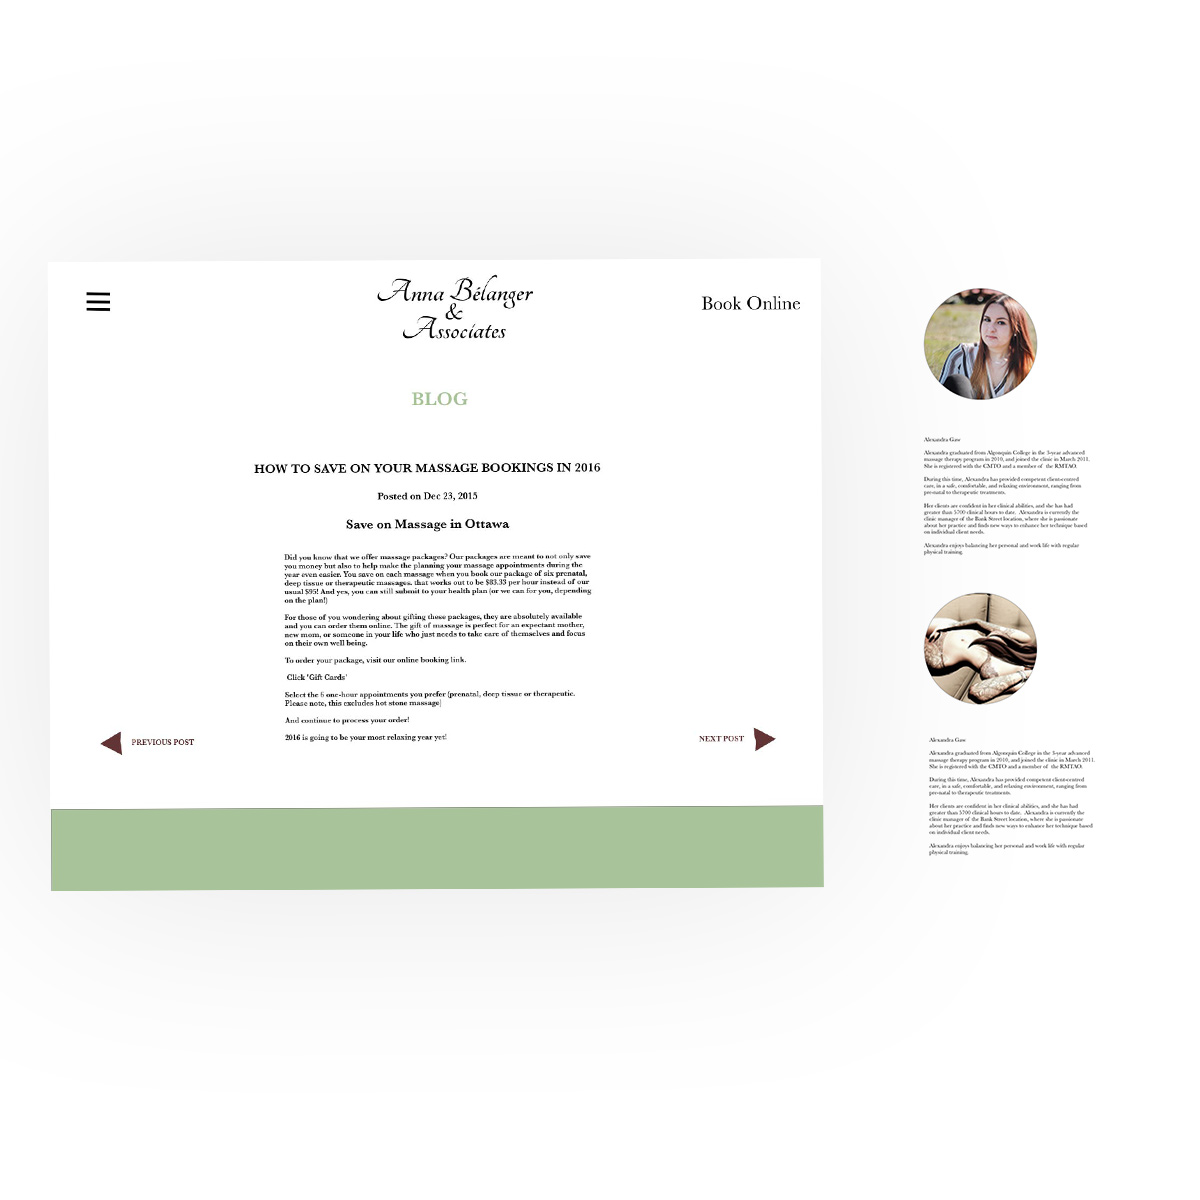 Anna Bélanger
&
Associates
Book Online
BLOG
HOW TO SAVE ON YOUR MASSAGE BOOKINGS IN 2016
Posted on Dec 23, 2015
Save on Massage in Ottawa
Did you know that we offer massage packages? Our packages are meant to not only save
you money but also to help make the planning your massage appointments during the
year even easier. You save on each massage when you book our package of six prenatal,
deep tissue or therapeutic massages. that works out to be $83.33 per hour instead of our
usual $95! And yes, you can still submit to your health plan (or we can for you, depending
on the plan!)
For those of you wondering about gifting these packages, they are absolutely available
and you can order them online. The gift of massage is perfect for an expectant mother,
new mom, or someone in your life who just needs to take care of themselves and focus
on their own well being.
To order your package, visit our online booking link.
Click 'Gift Cards'
Select the 6 one-hour appointments you prefer (prenatal, deep tissue or therapeutic.
Please note, this excludes hot stone massage)
And continue to process your order!
2016 is going to be your most relaxing year yet!
PREVIOUS POST
NEXT POST
Alexandra Gaw
Alexandra graduated from Algonquin College in the 3-year advanced
massage therapy program in 2010, and joined the clinic in March 2011.
She is registered with the CMTO and a member of the RMTAO.
During this time, Alexandra has provided competent client-centred
care, in a safe, comfortable, and relaxing environment, ranging from
pre-natal to therapeutic treatments.
Her clients are confident in her clinical abilities, and she has had
greater than 5700 clinical hours to date. Alexandra is currently the
clinic manager of the Bank Street location, where she is passionate
about her practice and finds new ways to enhance her technique based
on individual client needs.
Alexandra enjoys balancing her personal and work life with regular
physical training.
Alexandra Gaw
Alexandra graduated from Algonquin College in the 3-year advanced
massage therapy program in 2010, and joined the clinic in March 2011.
She is registered with the CMTO and a member of the RMTAO.
During this time, Alexandra has provided competent client-centred
care, in a safe, comfortable, and relaxing environment, ranging from
pre-natal to therapeutic treatments.
Her clients are confident in her clinical abilities, and she has had
greater than 5700 clinical hours to date. Alexandra is currently the
clinic manager of the Bank Street location, where she is passionate
about her practice and finds new ways to enhance her technique based
on individual client needs.
Alexandra enjoys balancing her personal and work life with regular
physical training.